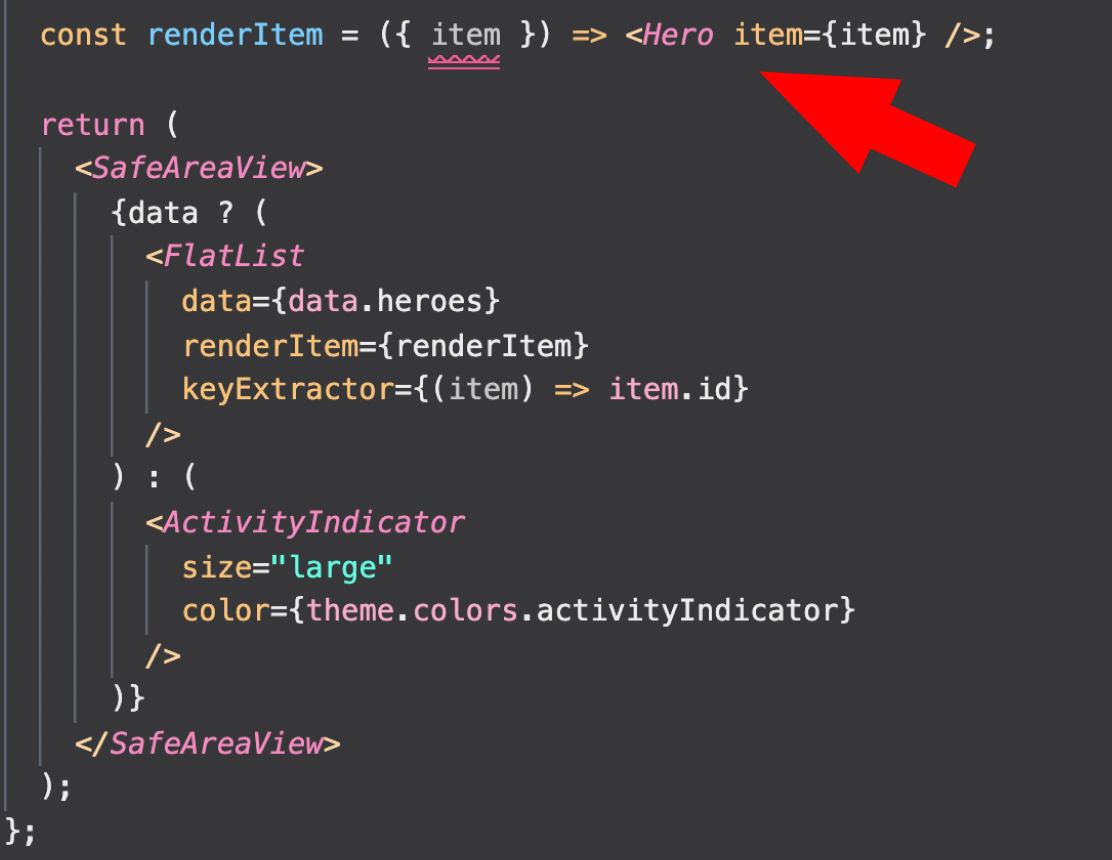 const renderItem = ({ item }) => <Hero item={item} />;
return (
<SafeAreaView>
{data ? (
<FlatList
data={data.heroes}
renderItem={renderItem}
keyExtractor={(item) => item.id}
/>
) : (
<ActivityIndicator
size="large"
color={theme.colors.activityIndicator}
/>
)}
</SafeAreaView>
);
};